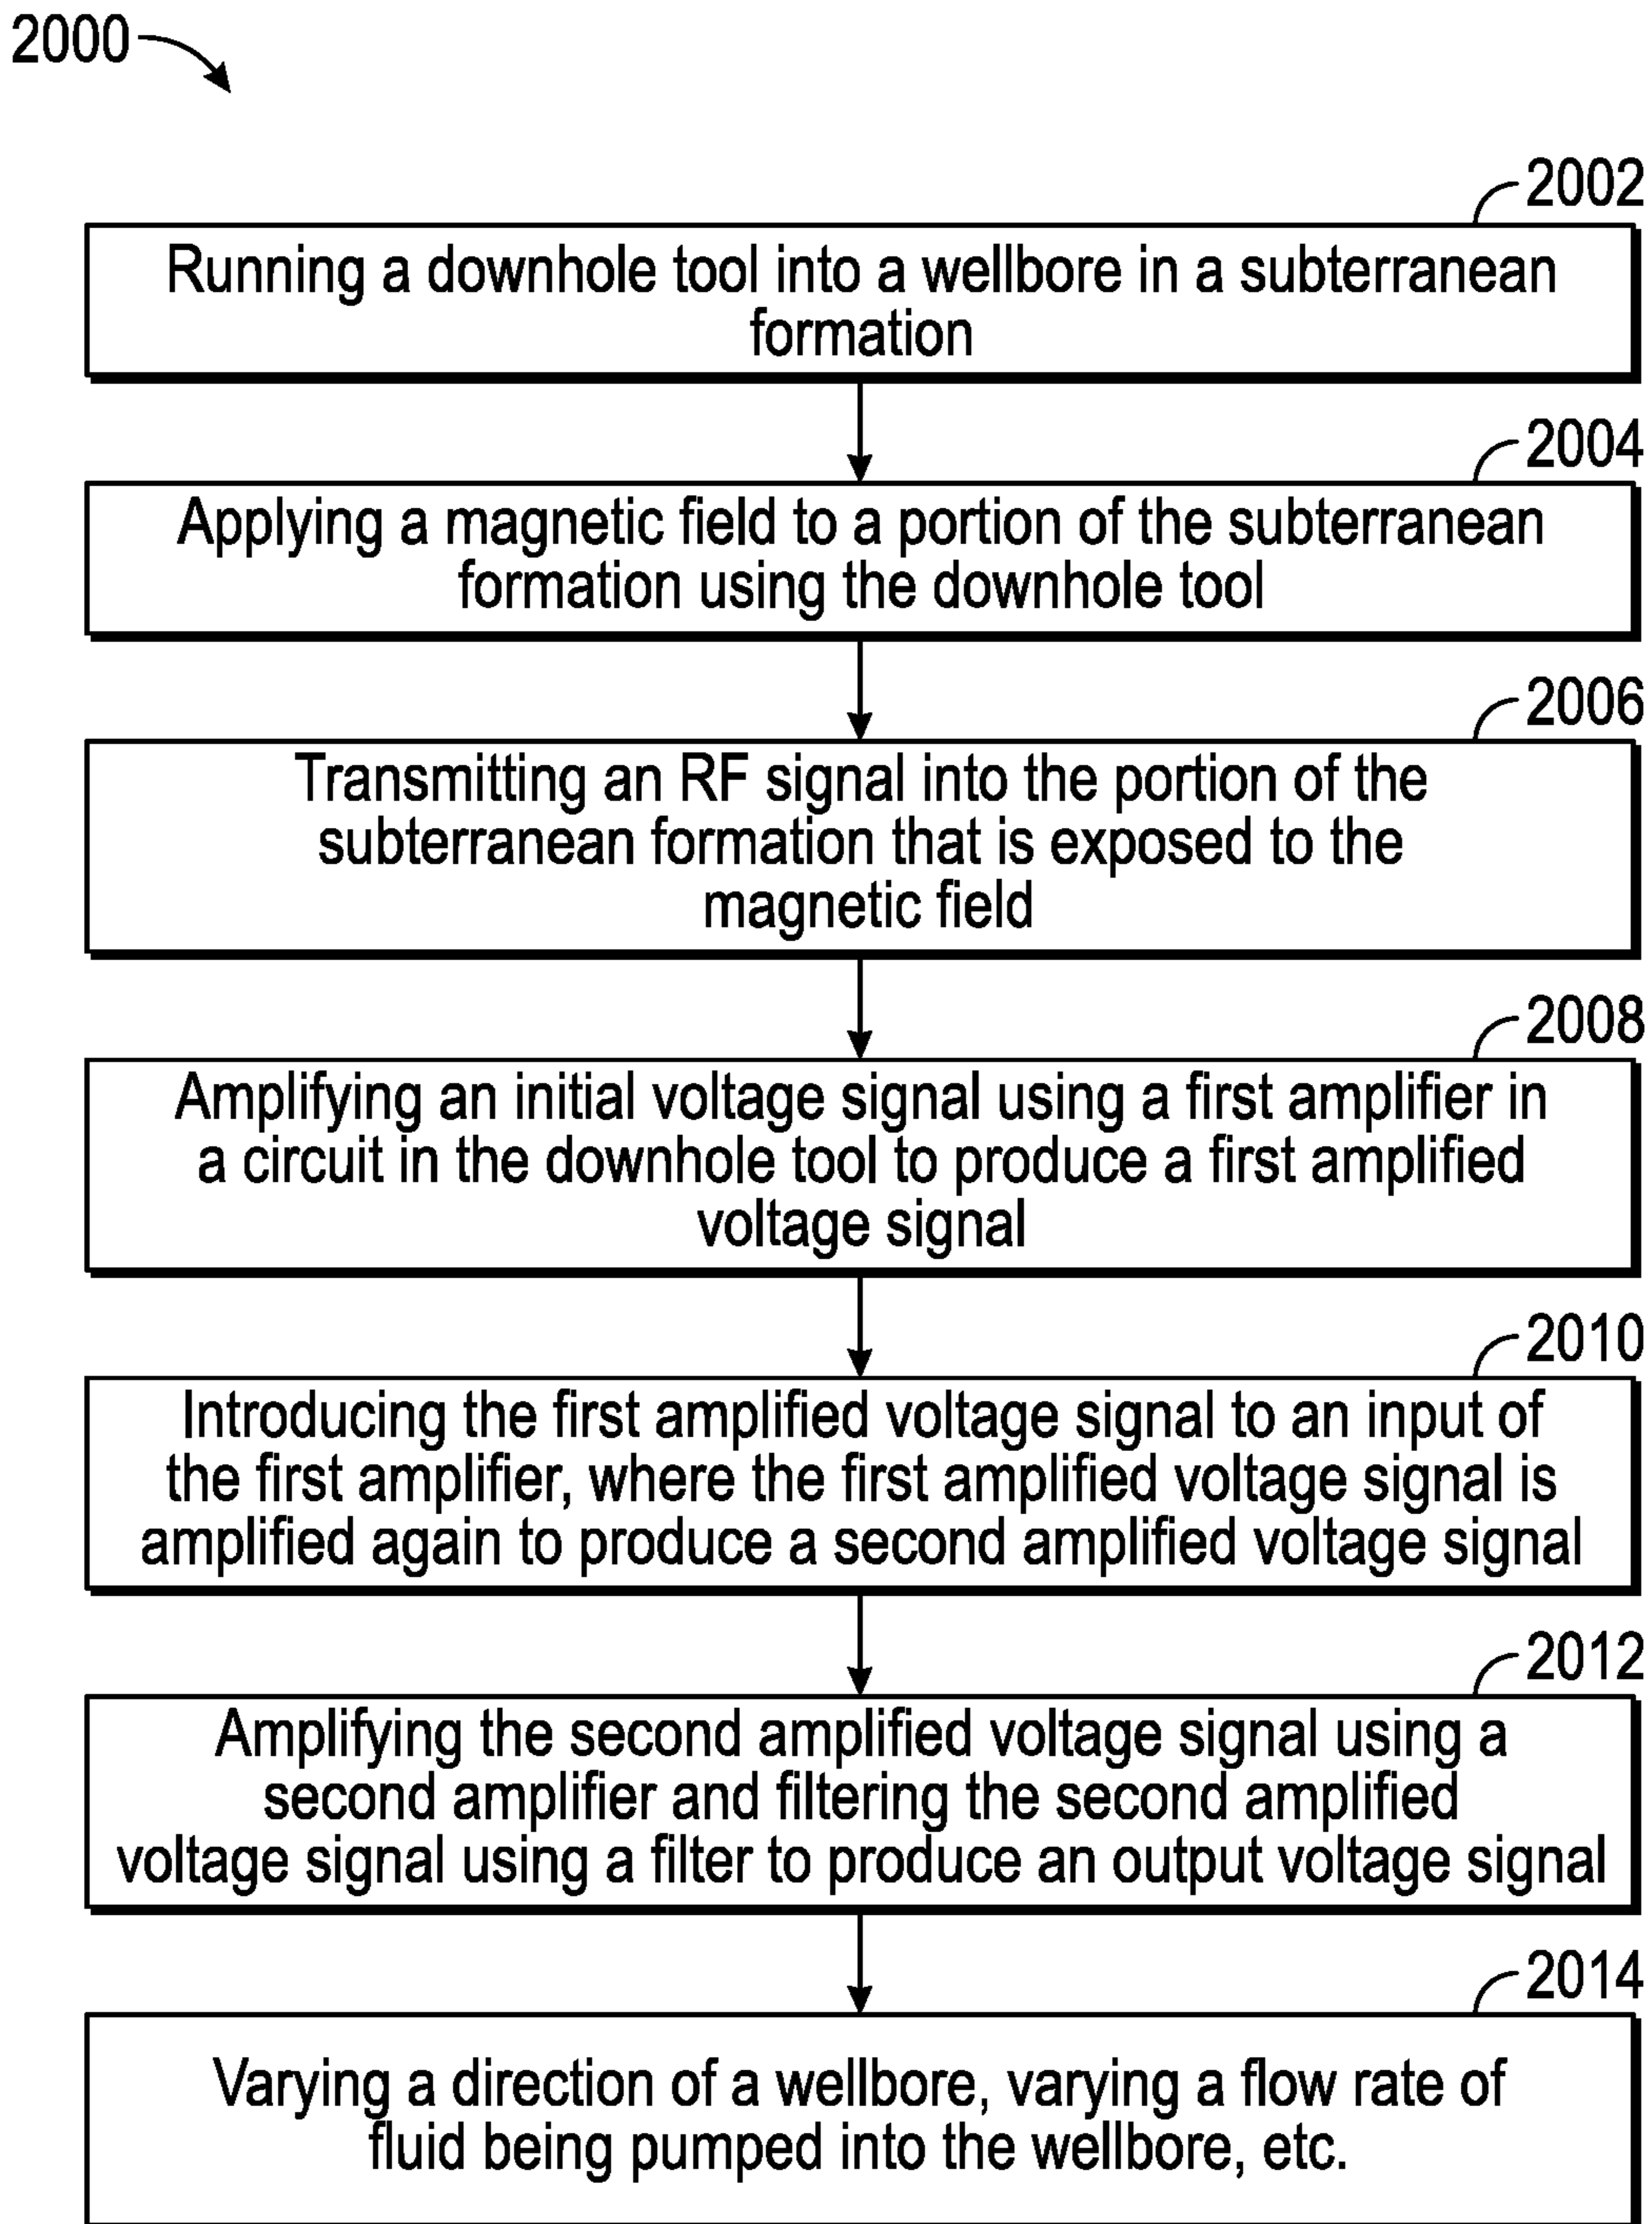 2000
2002
Running a downhole tool into a wellbore in a subterranean
formation
2004
Applying a magnetic field to a portion of the subterranean
formation using the downhole tool
2006
Transmitting an RF signal into the portion of the
subterranean formation that is exposed to the
magnetic field
2008
Amplifying an initial voltage signal using a first amplifier in
a circuit in the downhole tool to produce a first amplified
voltage signal
2010
Introducing the first amplified voltage signal to an input of
the first amplifier, where the first amplified voltage signal is
amplified again to produce a second amplified voltage signal
2012
Amplifying the second amplified voltage signal using a
second amplifier and filtering the second amplified
voltage signal using a filter to produce an output voltage signal
2014
Varying a direction of a wellbore, varying a flow rate of
fluid being pumped into the wellbore, etc.